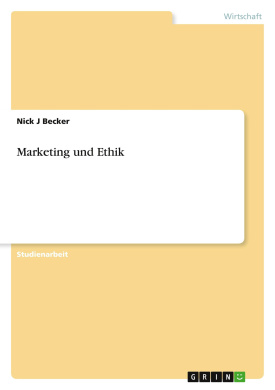 Wirtschaft
Nick J Becker
Marketing und Ethik
Studienarbeit
GRIN